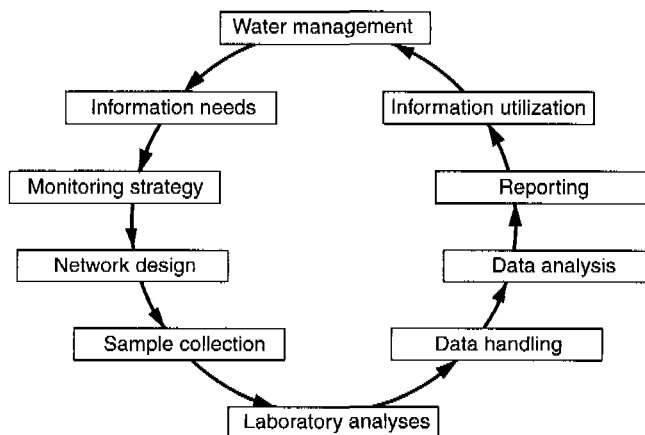 Water management
Information needs
Information utilization
Monitoring strategy
Reporting
Network design
Data analysis
Sample collection
Data handling
Laboratory analyses